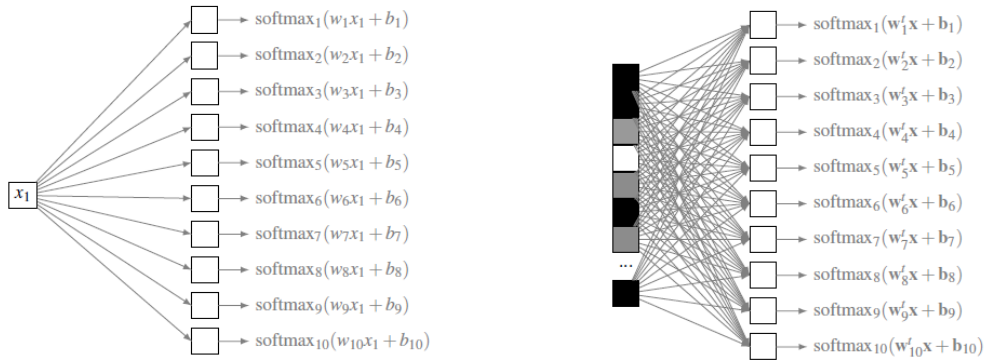 x₁
softmax₁(w₁x₁ + b₁)
softmax₂(w₂x₁ + b₂)
softmax₃(w₃x₁ + b₃)
softmax₄(w₄x₁ + b₄)
softmax₅(w₅x₁ + b₅)
softmax₆(w₆x₁ + b₆)
softmax₇(w₇x₁ + b₇)
softmax₈(w₈x₁ + b₈)
softmax₉(w₉x₁ + b₉)
softmax₁₀(w₁₀x₁ + b₁₀)
...
softmax₁(𝐰₁ᵗ𝐱 + 𝐛₁)
softmax₂(𝐰₂ᵗ𝐱 + 𝐛₂)
softmax₃(𝐰₃ᵗ𝐱 + 𝐛₃)
softmax₄(𝐰₄ᵗ𝐱 + 𝐛₄)
softmax₅(𝐰₅ᵗ𝐱 + 𝐛₅)
softmax₆(𝐰₆ᵗ𝐱 + 𝐛₆)
softmax₇(𝐰₇ᵗ𝐱 + 𝐛₇)
softmax₈(𝐰₈ᵗ𝐱 + 𝐛₈)
softmax₉(𝐰₉ᵗ𝐱 + 𝐛₉)
softmax₁₀(𝐰₁₀ᵗ𝐱 + 𝐛₁₀)